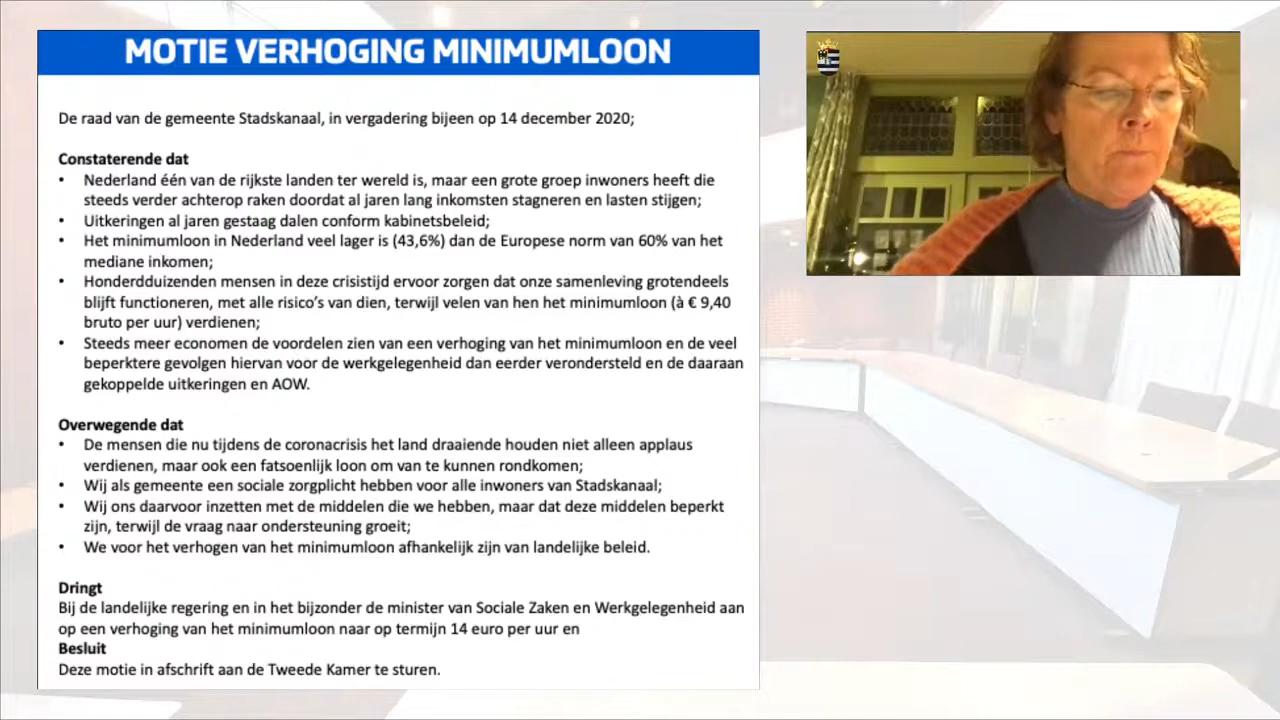 MOTIE VERHOGING MINIMUMLOON
De raad van de gemeente Stadskanaal, in vergadering bijeen op 14 december 2020;
Constaterende dat
• Nederland één van de rijkste landen ter wereld is, maar een grote groep inwoners heeft die
steeds verder achterop raken doordat al jaren lang inkomsten stagneren en lasten stijgen;
• Uitkeringen al jaren gestaag dalen conform kabinetsbeleid;
• Het minimumloon in Nederland veel lager is (43,6%) dan de Europese norm van 60% van het
mediane inkomen;
• Honderdduizenden mensen in deze crisistijd ervoor zorgen dat onze samenleving grotendeels
blijft functioneren, met alle risico's van dien, terwijl velen van hen het minimumloon (à € 9,40
bruto per uur) verdienen;
• Steeds meer economen de voordelen zien van een verhoging van het minimumloon en de veel
beperktere gevolgen hiervan voor de werkgelegenheid dan eerder verondersteld en de daaraan
gekoppelde uitkeringen en AOW.
Overwegende dat
• De mensen die nu tijdens de coronacrisis het land draaiende houden niet alleen applaus
verdienen, maar ook een fatsoenlijk loon om van te kunnen rondkomen;
• Wij als gemeente een sociale zorgplicht hebben voor alle inwoners van Stadskanaal;
• Wij ons daarvoor inzetten met de middelen die we hebben, maar dat deze middelen beperkt
zijn, terwijl de vraag naar ondersteuning groeit;
• We voor het verhogen van het minimumloon afhankelijk zijn van landelijke beleid.
Dringt
Bij de landelijke regering en in het bijzonder de minister van Sociale Zaken en Werkgelegenheid aan
op een verhoging van het minimumloon naar op termijn 14 euro per uur en
Besluit
Deze motie in afschrift aan de Tweede Kamer te sturen.